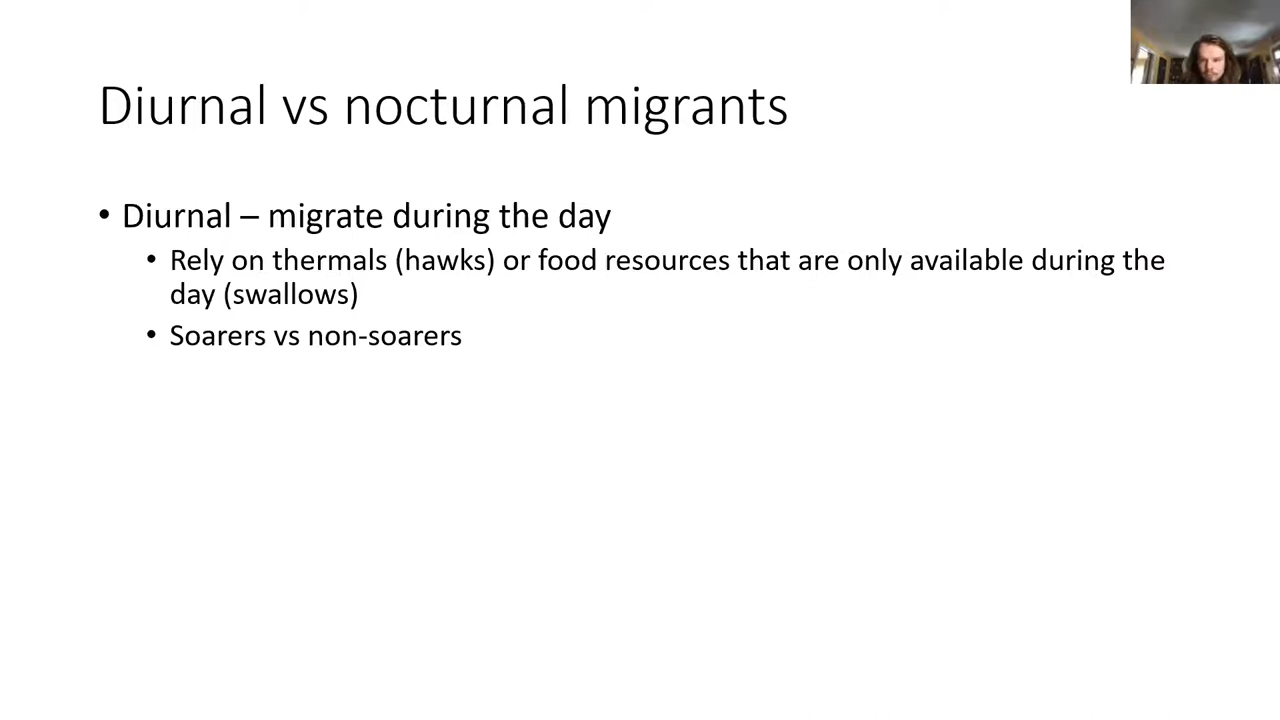 Diurnal vs nocturnal migrants
• Diurnal – migrate during the day
• Rely on thermals (hawks) or food resources that are only available during the
day (swallows)
• Soarers vs non-soarers